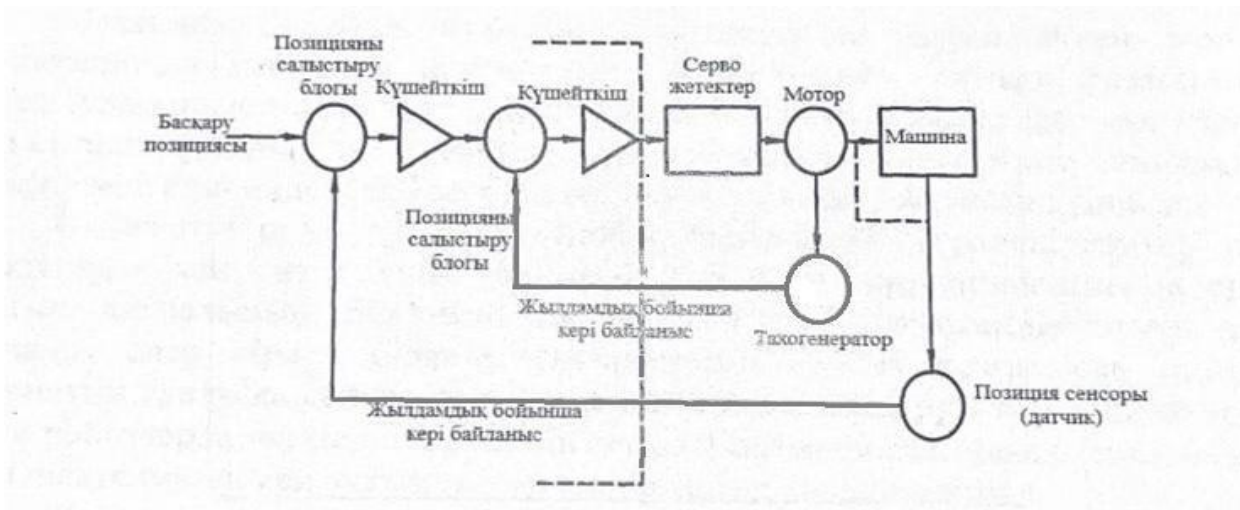 Позицияны
салыстыру
блогы
Күшейткіш
Күшейткіш
Серво
жетектер
Мотор
Машина
Басқару
позициясы
Позицияны
салыстыру
блогы
Жылдамдық бойынша
кері байланыс
Тахогенератор
Жылдамдық бойынша
кері байланыс
Позиция сенсоры
(датчик)